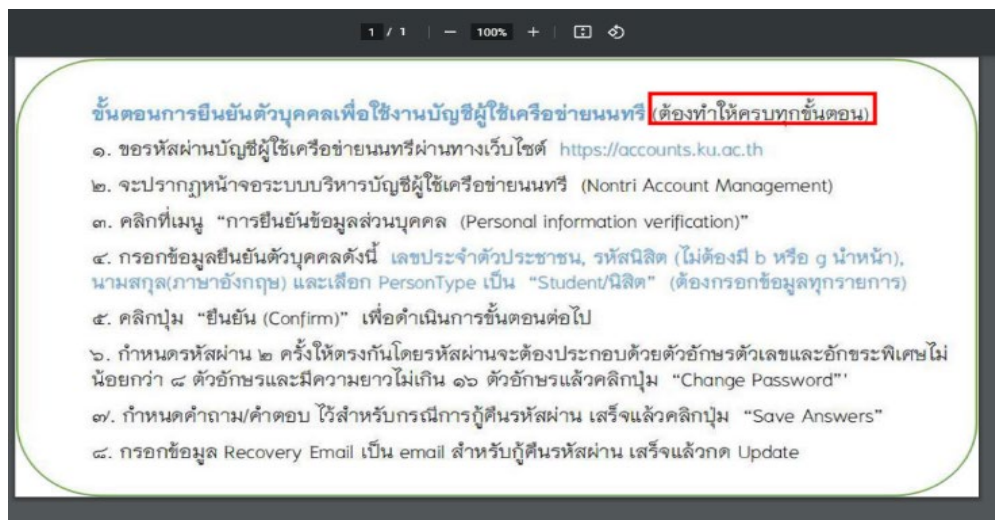 1 / 1 | — 100% + |
ขั้นตอนการยืนยันตัวบุคคลเพื่อใช้งานบัญชีผู้ใช้เครือข่ายนนทรี (ต้องทำให้ครบทุกขั้นตอน)
๑. ขอรหัสผ่านบัญชีผู้ใช้เครือข่ายนนทรีผ่านทางเว็บไซต์ https://accounts.ku.ac.th
๒. จะปรากฏหน้าจอระบบบริหารบัญชีผู้ใช้เครือข่ายนนทรี (Nontri Account Management)
๓. คลิกที่เมนู “การยืนยันข้อมูลส่วนบุคคล (Personal information verification)”
๔. กรอกข้อมูลยืนยันตัวบุคคลดังนี้ เลขประจำตัวประชาชน, รหัสนิสิต (ไม่ต้องมี b หรือ g นำหน้า),
นามสกุล(ภาษาอังกฤษ) และเลือก PersonType เป็น “Student/นิสิต” (ต้องกรอกข้อมูลทุกรายการ)
๕. คลิกปุ่ม “ยืนยัน (Confirm)” เพื่อดำเนินการขั้นตอนต่อไป
๖. กำหนดรหัสผ่าน ๒ ครั้งให้ตรงกันโดยรหัสผ่านจะต้องประกอบด้วยตัวอักษรตัวเลขและอักขระพิเศษไม่
น้อยกว่า ๘ ตัวอักษรและมีความยาวไม่เกิน ๑๖ ตัวอักษรแล้วคลิกปุ่ม “Change Password”'
๗. กำหนดคำถาม/คำตอบ ไว้สำหรับกรณีการกู้คืนรหัสผ่าน เสร็จแล้วคลิกปุ่ม “Save Answers”
๘. กรอกข้อมูล Recovery Email เป็น email สำหรับกู้คืนรหัสผ่าน เสร็จแล้วกด Update